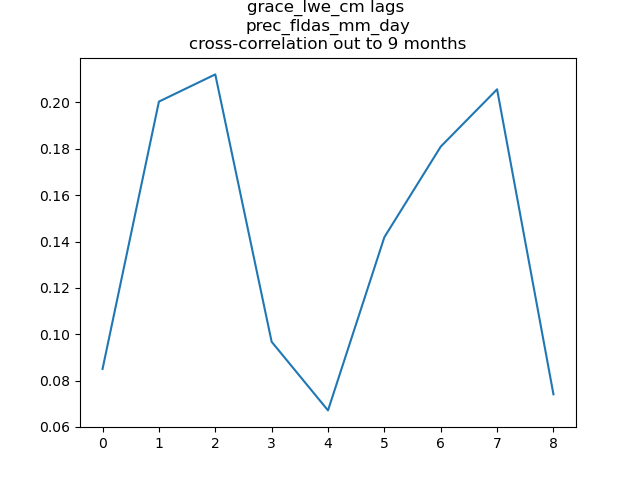 grace_lwe_cm lags
prec_fldas_mm_day
cross-correlation out to 9 months
0.20
0.18
0.16
0.14
0.12
0.10
0.08
0.06
0 1 2 3 4 5 6 7 8